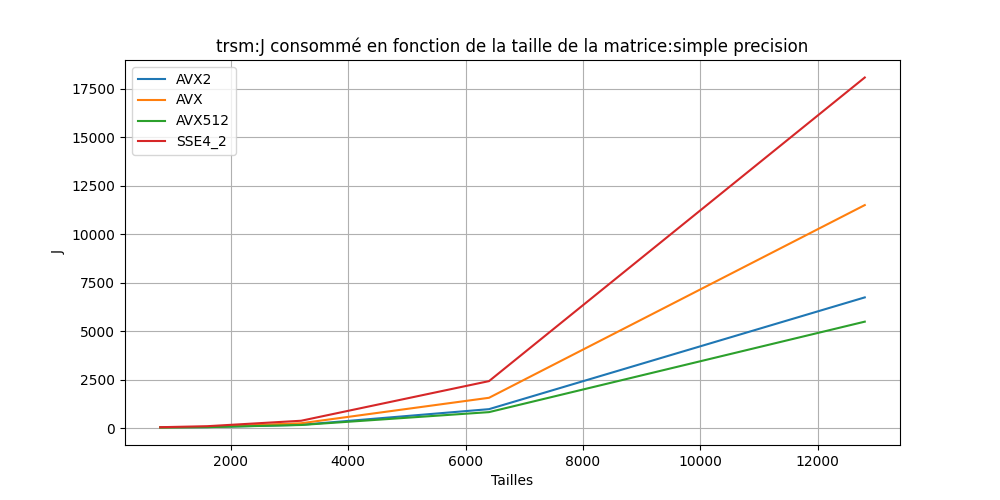 trsm:J consommé en fonction de la taille de la matrice:simple precision
AVX2
AVX
AVX512
SSE4_2
17500
15000
12500
10000
7500
5000
2500
0
J
2000
4000
6000
8000
10000
12000
Tailles